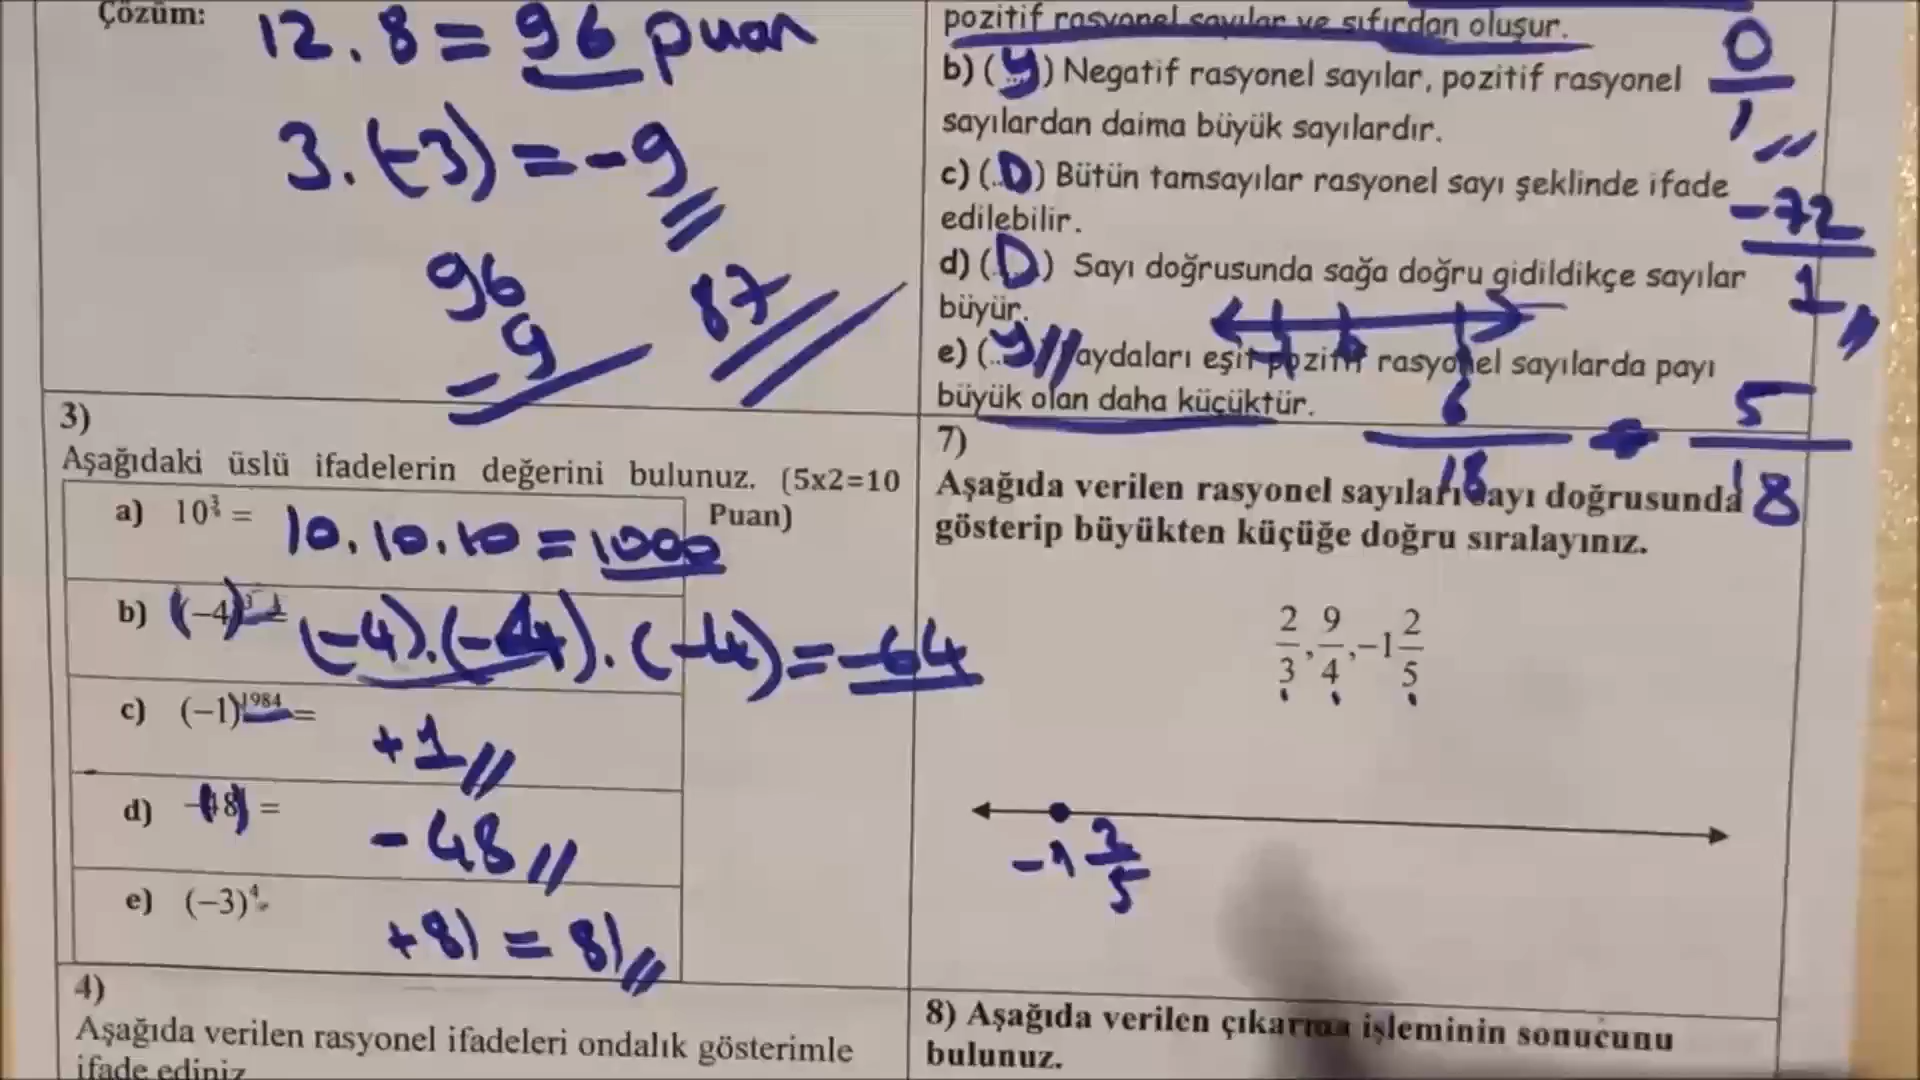 Çözüm:
12.8=96 puan
3.(-3)=-9
96
-9
87
3)
Aşağıdaki üslü ifadelerin değerini bulunuz. (5x2=10
Puan)
a) 10³ = 10.10.10=1000
b) (-4)³ = (-4).(-4).(-4)=-64
c) (-1)¹⁹⁸⁴ = +1
d) -(48) = -48
e) (-3)⁴= +81=81
4)
Aşağıda verilen rasyonel ifadeleri ondalık gösterimle
ifade ediniz
pozitif rasyonel sayılar ve sıfırdan oluşur.
0/1
b) (Y) Negatif rasyonel sayılar, pozitif rasyonel
sayılardan daima büyük sayılardır.
c) (D) Bütün tamsayılar rasyonel sayı şeklinde ifade
edilebilir.
-72/1
d) (D) Sayı doğrusunda sağa doğru gidildikçe sayılar
büyür.
e) (Y) aydaları eşit pozitif rasyonel sayılarda payı
büyük olan daha küçüktür.
6/18 5/18
7)
Aşağıda verilen rasyonel sayıları sayı doğrusunda
gösterip büyükten küçüğe doğru sıralayınız.
2/3, 9/4, -1 2/5
-1 2/5
8) Aşağıda verilen çıkarma işleminin sonucunu
bulunuz.